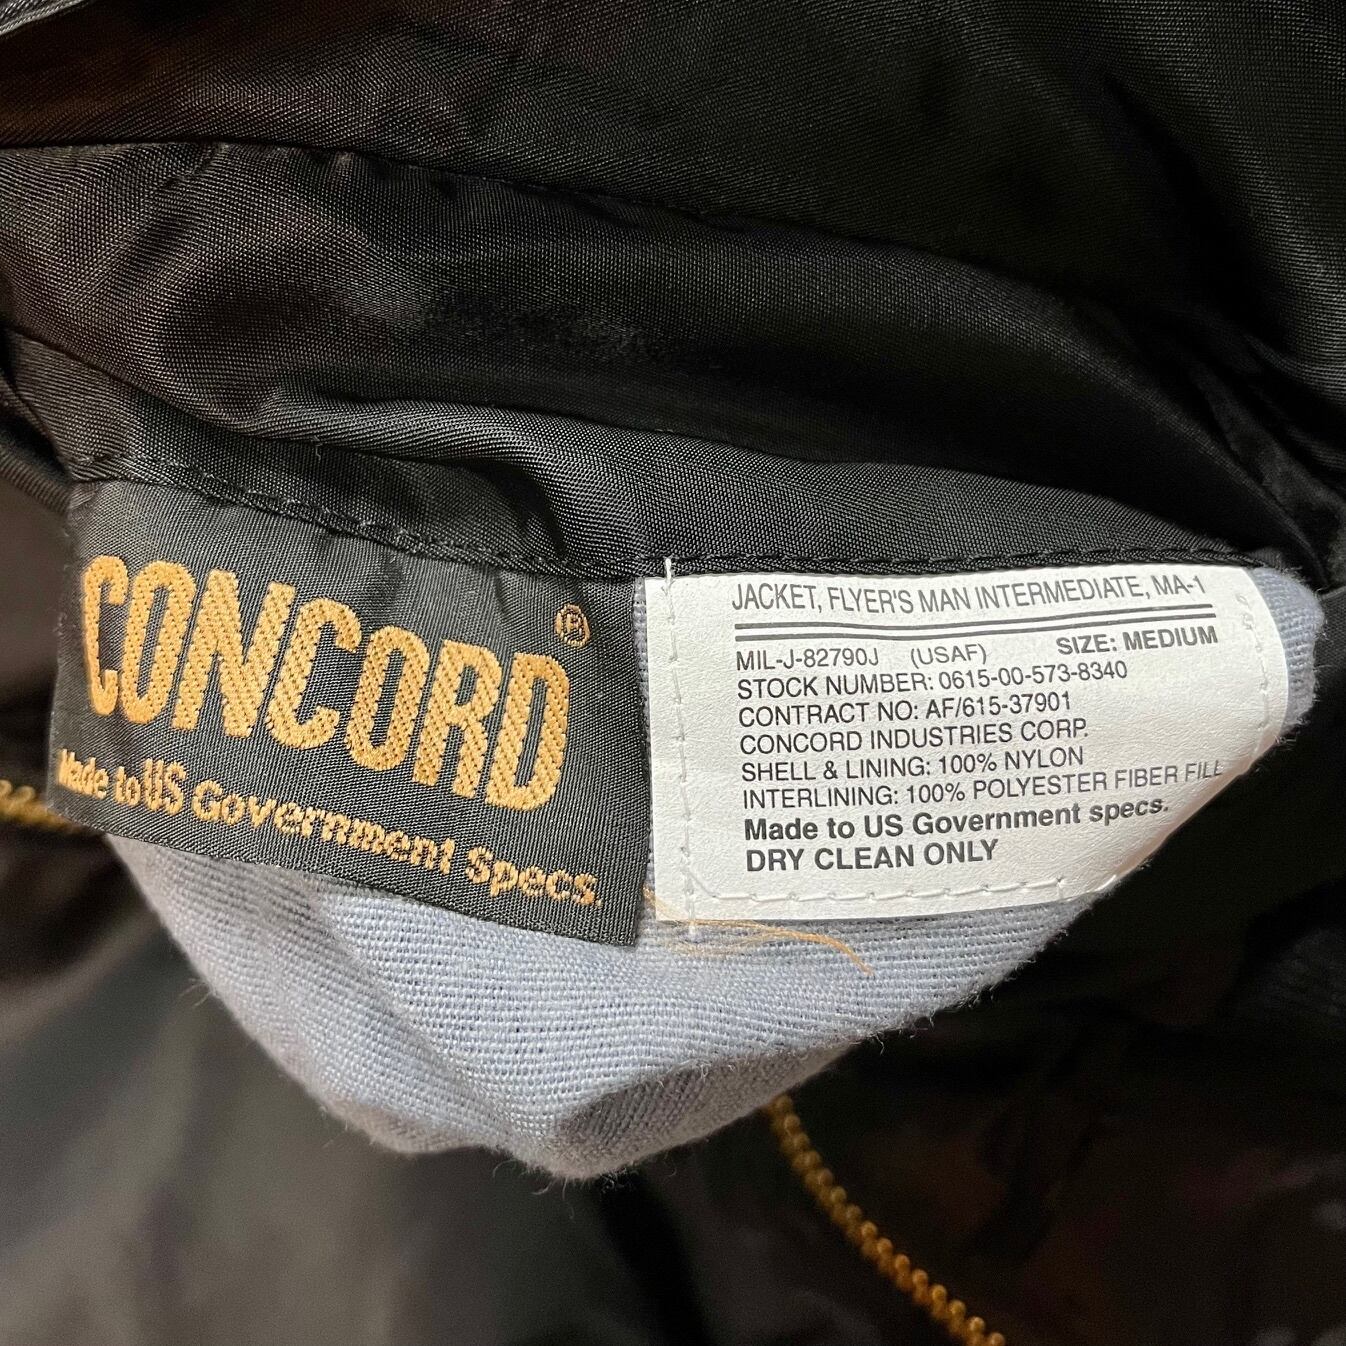 CONCORD®
Made to US Government Specs.
JACKET, FLYER'S MAN INTERMEDIATE, MA-1
MIL-J-82790J (USAF) SIZE: MEDIUM
STOCK NUMBER: 0615-00-573-8340
CONTRACT NO: AF/615-37901
CONCORD INDUSTRIES CORP.
SHELL & LINING: 100% NYLON
INTERLINING: 100% POLYESTER FIBER FILL
Made to US Government specs.
DRY CLEAN ONLY